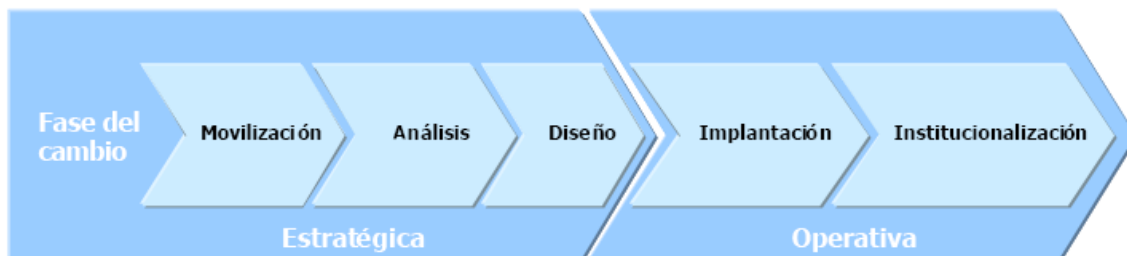 Fase del
cambio
Movilización
Análisis
Diseño
Implantación
Institucionalización
Estratégica
Operativa